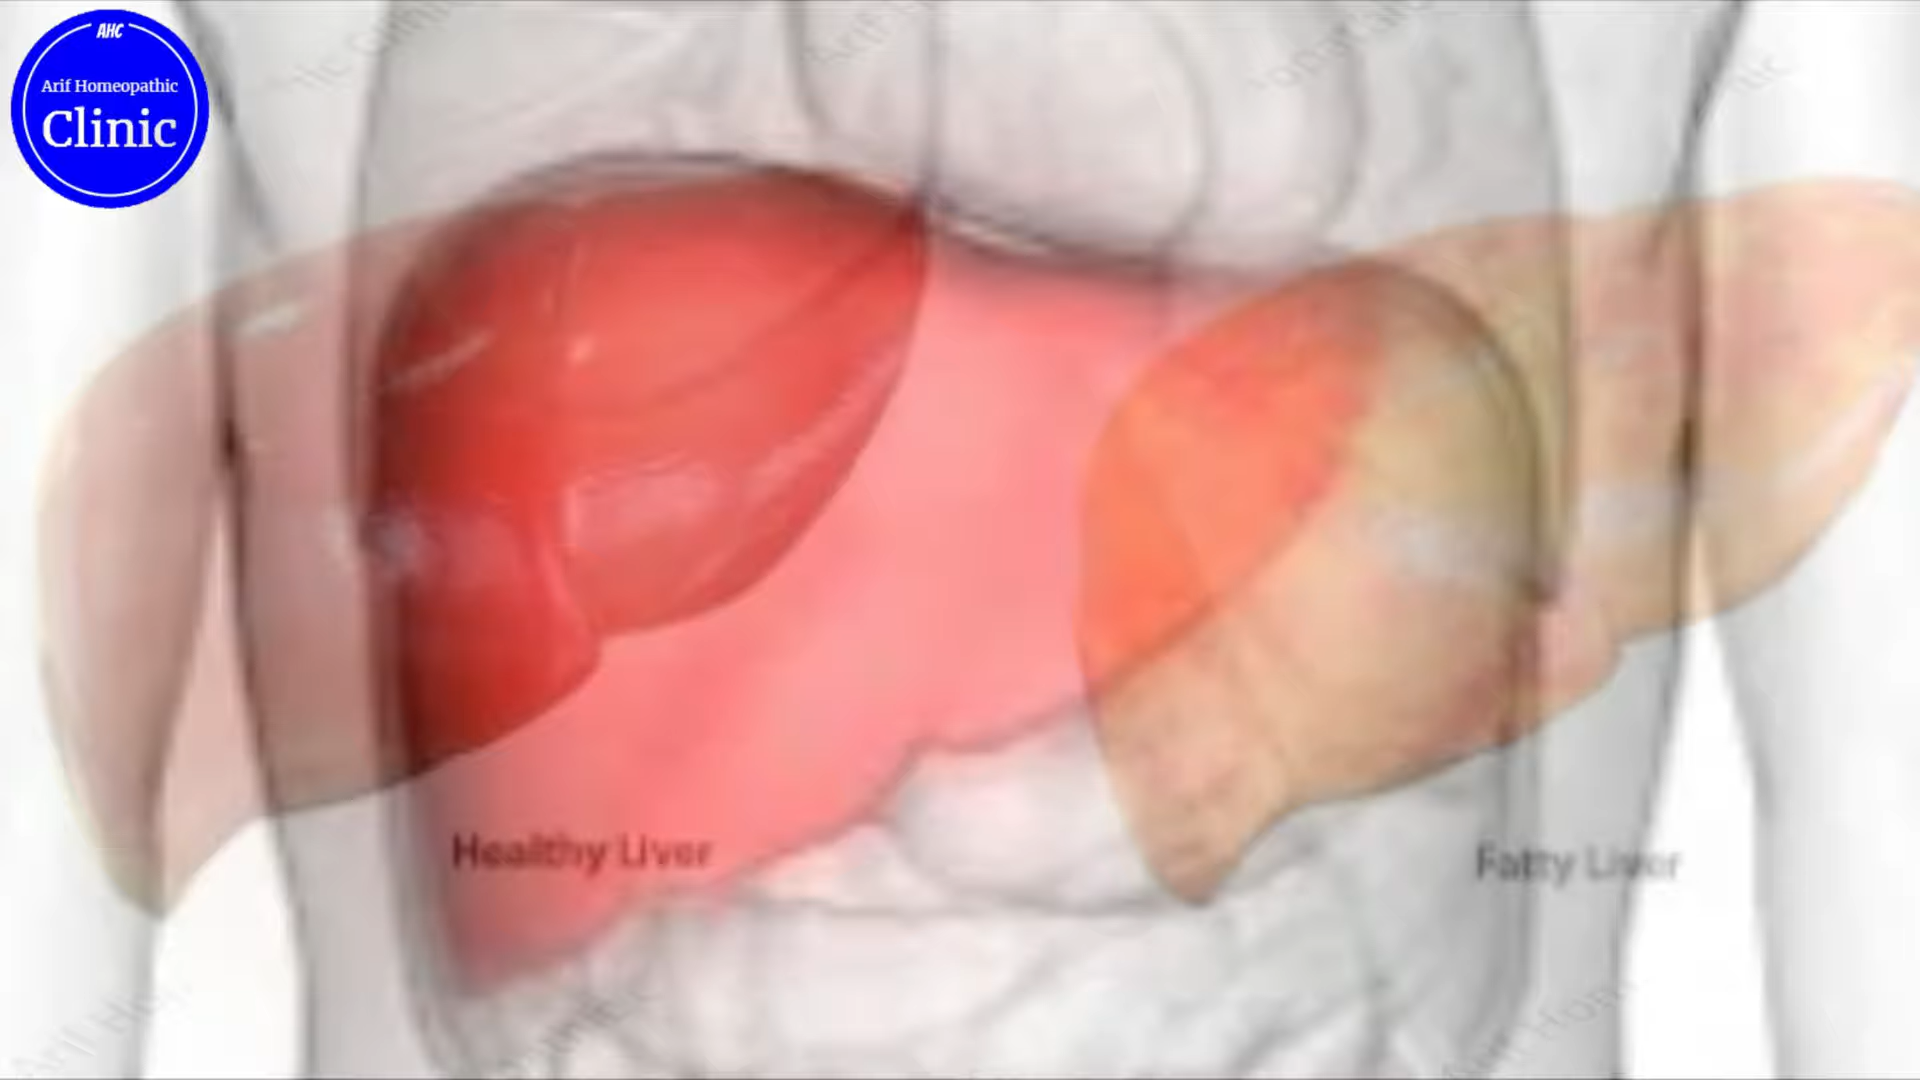 AHC
Arif Homeopathic
Clinic
Healthy Liver
Fatty Liver